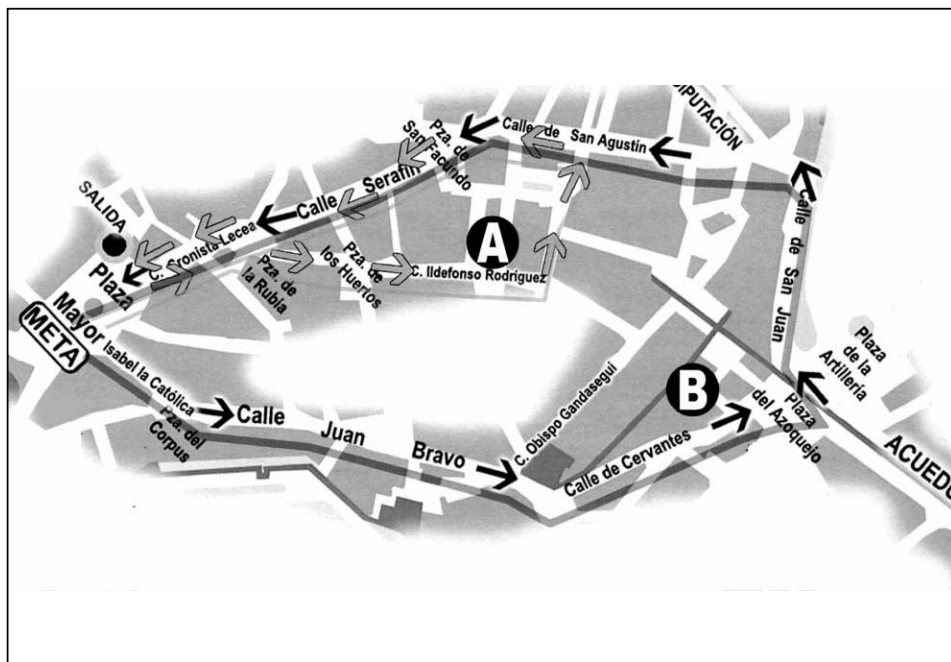 IPUTACIÓN
Calle de San Agustín
Pza. de
San Facundo
Calle Serafín
SALIDA
C. Cronista Lecea
Plaza
Mayor
META
Pza. de
la Rubia
Pza. de
los Huertos
A
C. Ildefonso Rodríguez
Calle de San Juan
Plaza
de la
Artillería
Isabel la Católica
Pza. del
Corpus
Calle Juan Bravo
C. Obispo Gandasegui
B
Calle de Cervantes
Plaza
del Azoquejo
ACUEDU